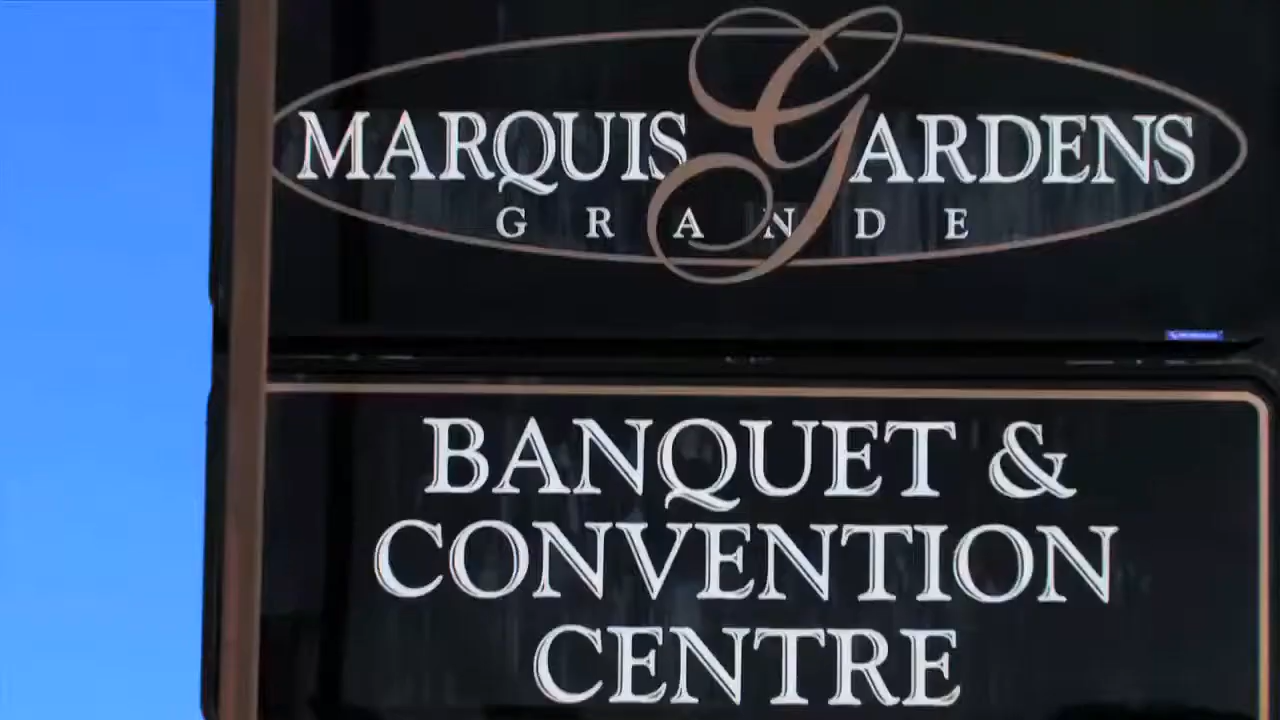 MARQUIS GARDENS
GRANDE
BANQUET &
CONVENTION
CENTRE